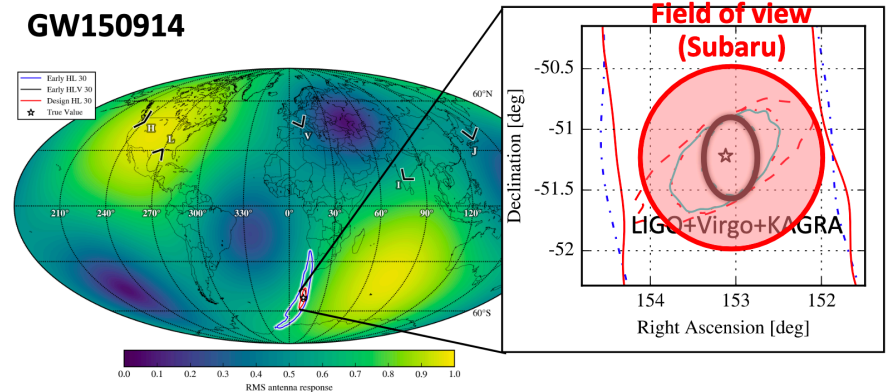 GW150914
Field of view
(Subaru)
Early HL 30
Early HLV 30
Design HL 30
True Value
60°N
H
L
V
J
I
210°
240°
270°
300°
330°
0°
30°
60°
90°
120°
60°S
0.0 0.1 0.2 0.3 0.4 0.5 0.6 0.7 0.8 0.9 1.0
RMS antenna response
Declination [deg]
-50.5
-51
-51.5
-52
LIGO+Virgo+KAGRA
154 153 152
Right Ascension [deg]